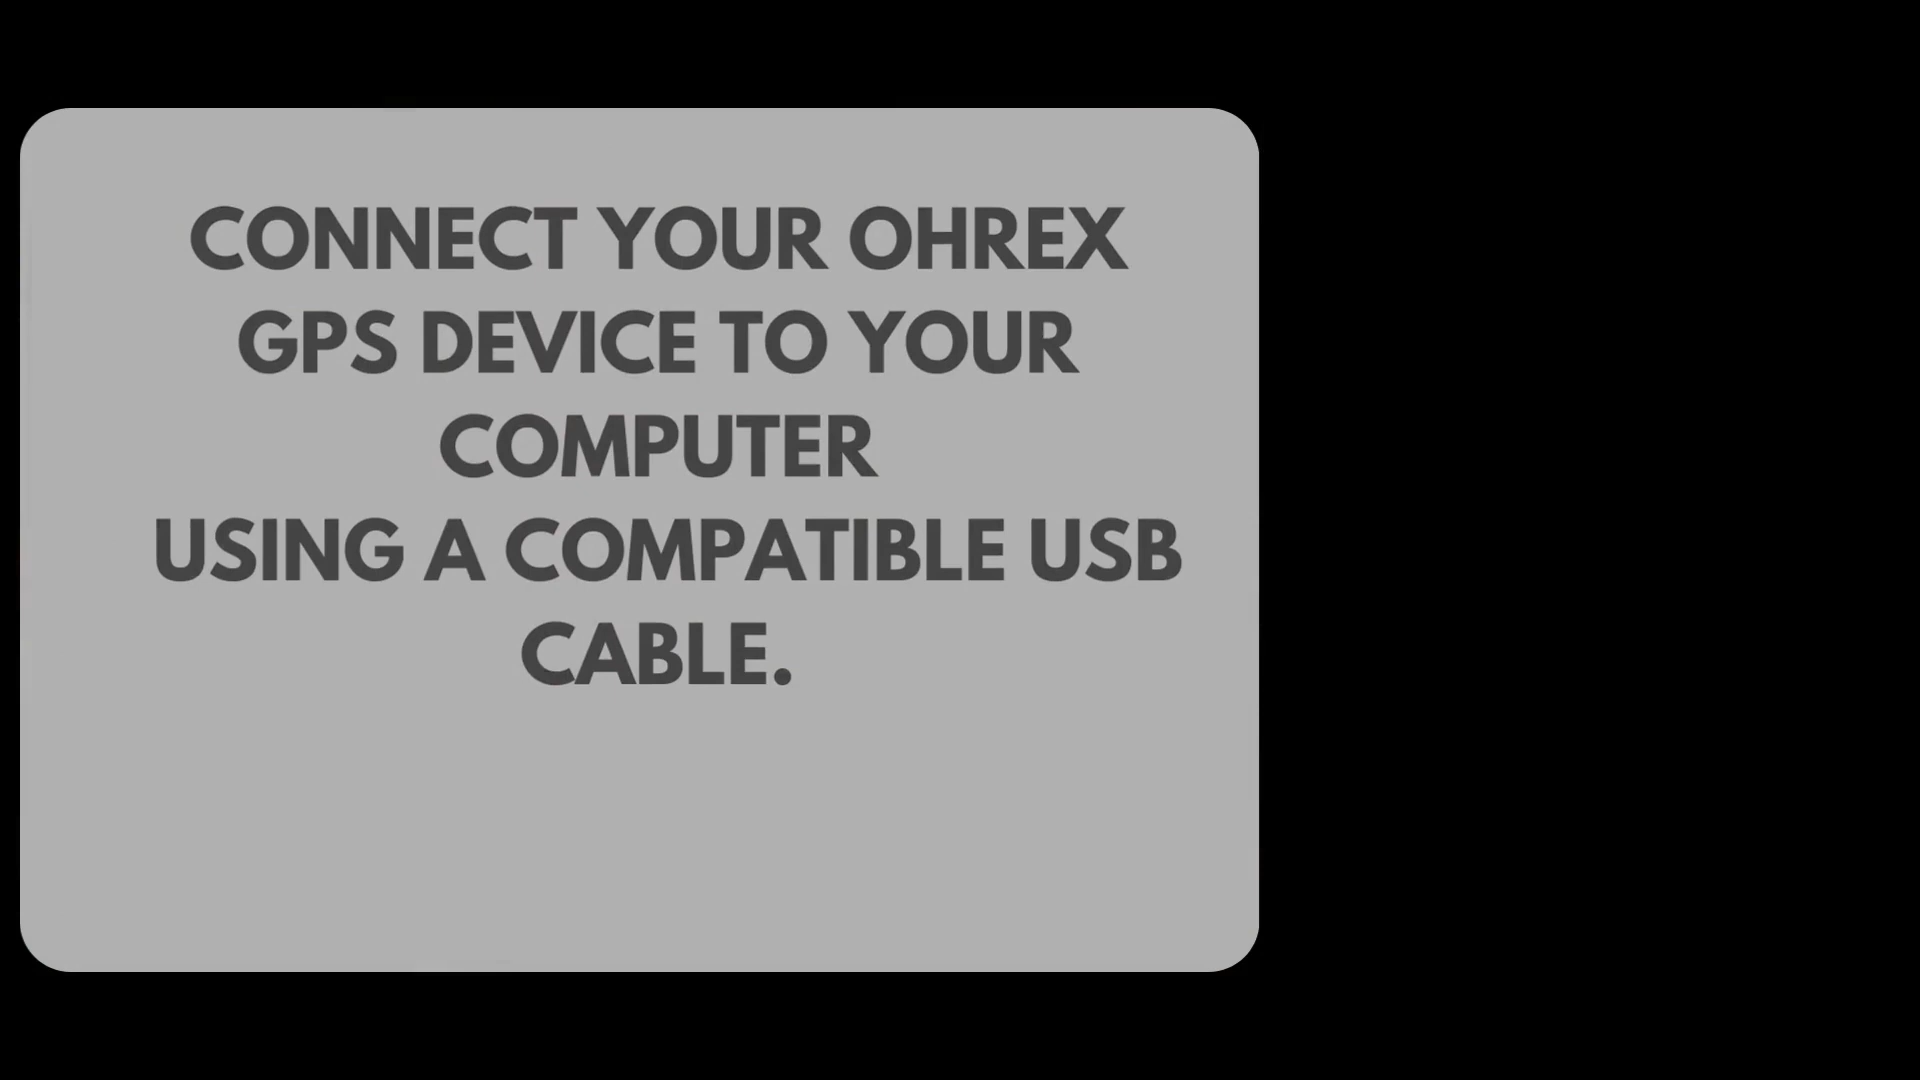 CONNECT YOUR OHREX
GPS DEVICE TO YOUR
COMPUTER
USING A COMPATIBLE USB
CABLE.